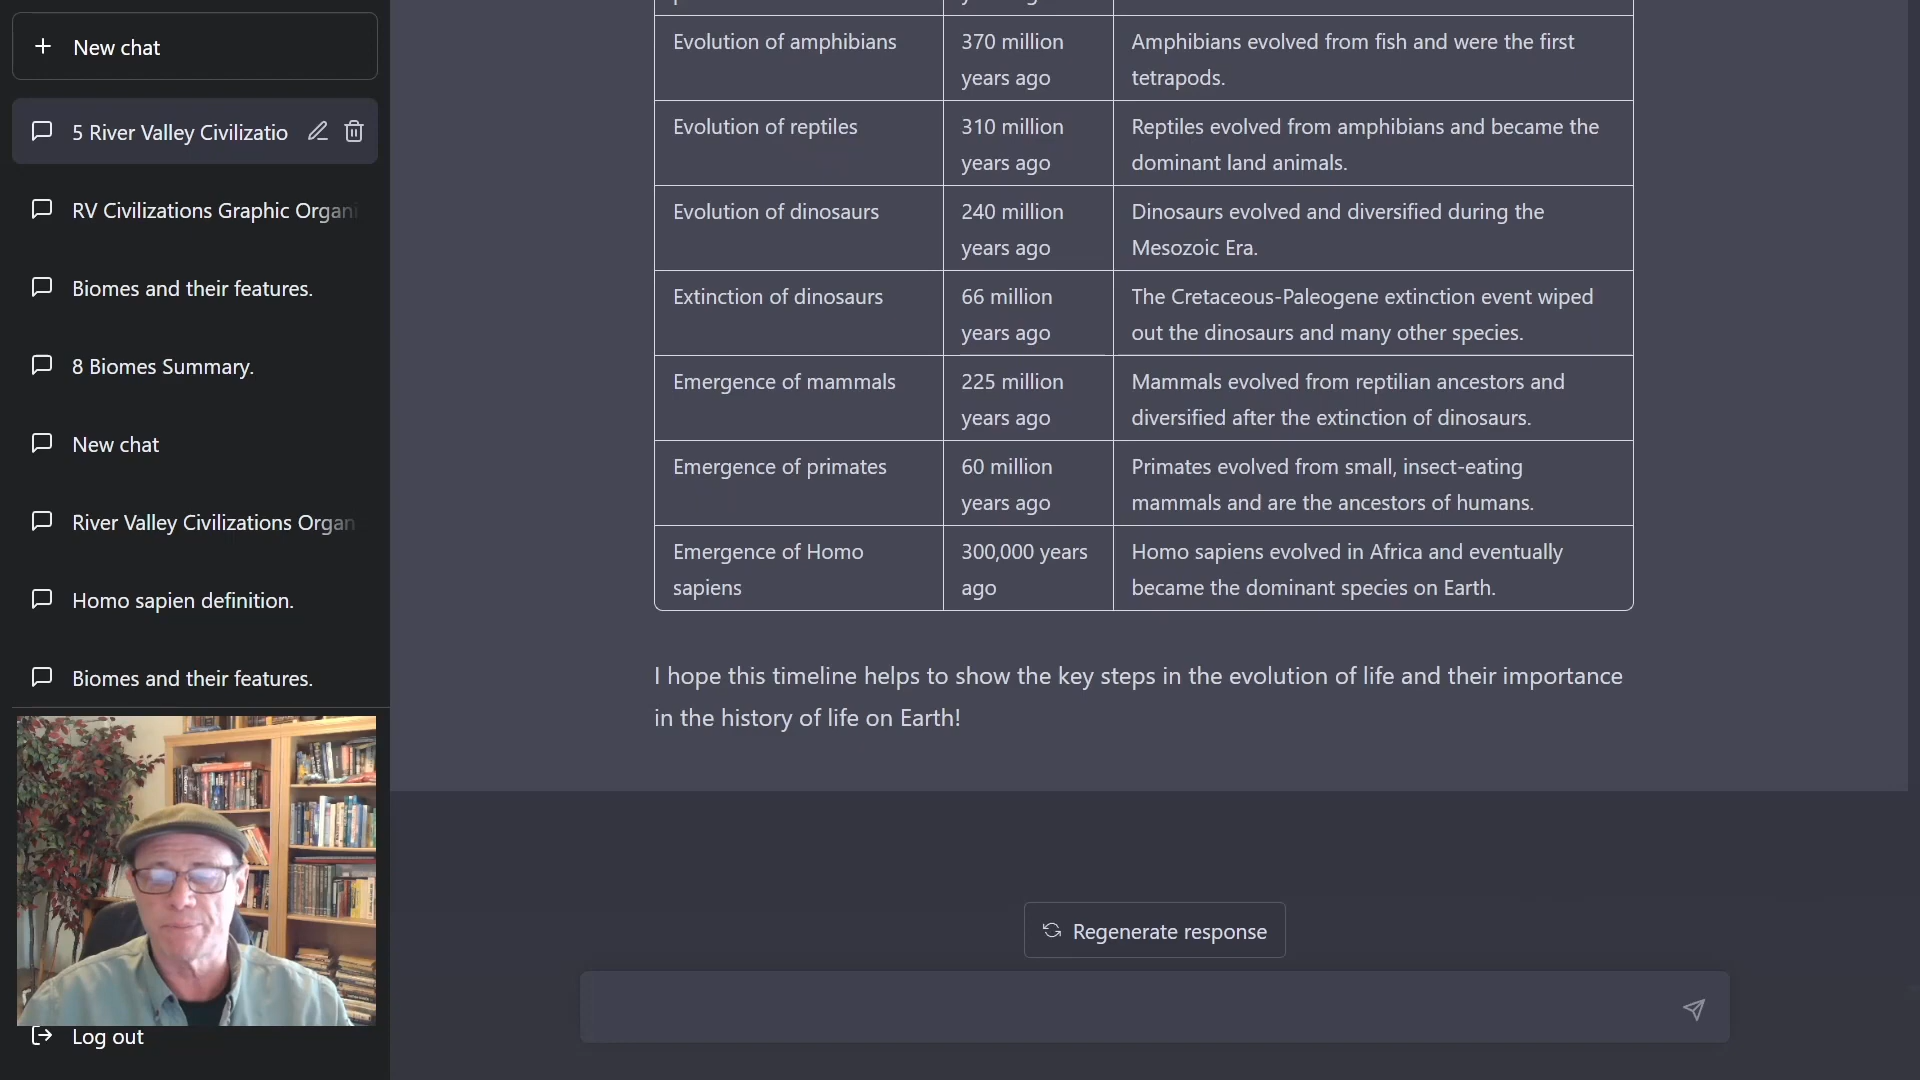 New chat
5 River Valley Civilizatio
RV Civilizations Graphic Organi
Biomes and their features.
8 Biomes Summary.
New chat
River Valley Civilizations Organ
Homo sapien definition.
Biomes and their features.
Log out
Evolution of amphibians
370 million
years ago
Amphibians evolved from fish and were the first
tetrapods.
Evolution of reptiles
310 million
years ago
Reptiles evolved from amphibians and became the
dominant land animals.
Evolution of dinosaurs
240 million
years ago
Dinosaurs evolved and diversified during the
Mesozoic Era.
Extinction of dinosaurs
66 million
years ago
The Cretaceous-Paleogene extinction event wiped
out the dinosaurs and many other species.
Emergence of mammals
225 million
years ago
Mammals evolved from reptilian ancestors and
diversified after the extinction of dinosaurs.
Emergence of primates
60 million
years ago
Primates evolved from small, insect-eating
mammals and are the ancestors of humans.
Emergence of Homo
sapiens
300,000 years
ago
Homo sapiens evolved in Africa and eventually
became the dominant species on Earth.
I hope this timeline helps to show the key steps in the evolution of life and their importance
in the history of life on Earth!
Regenerate response